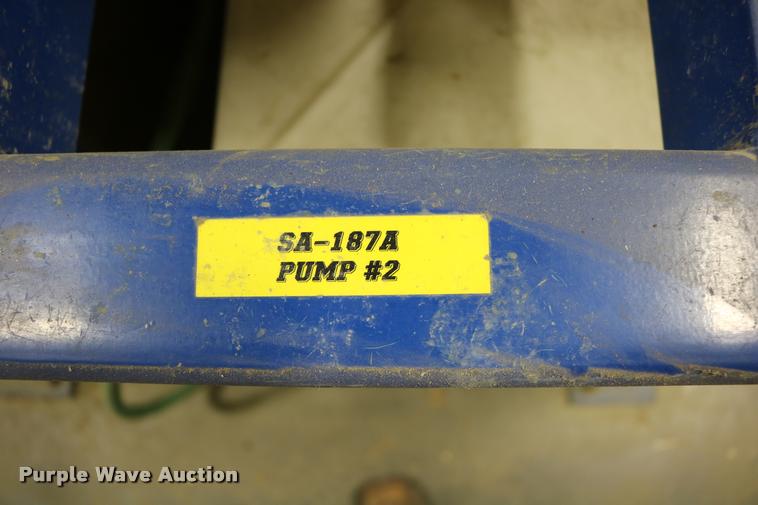 SA-187A
PUMP #2
Purple Wave Auction